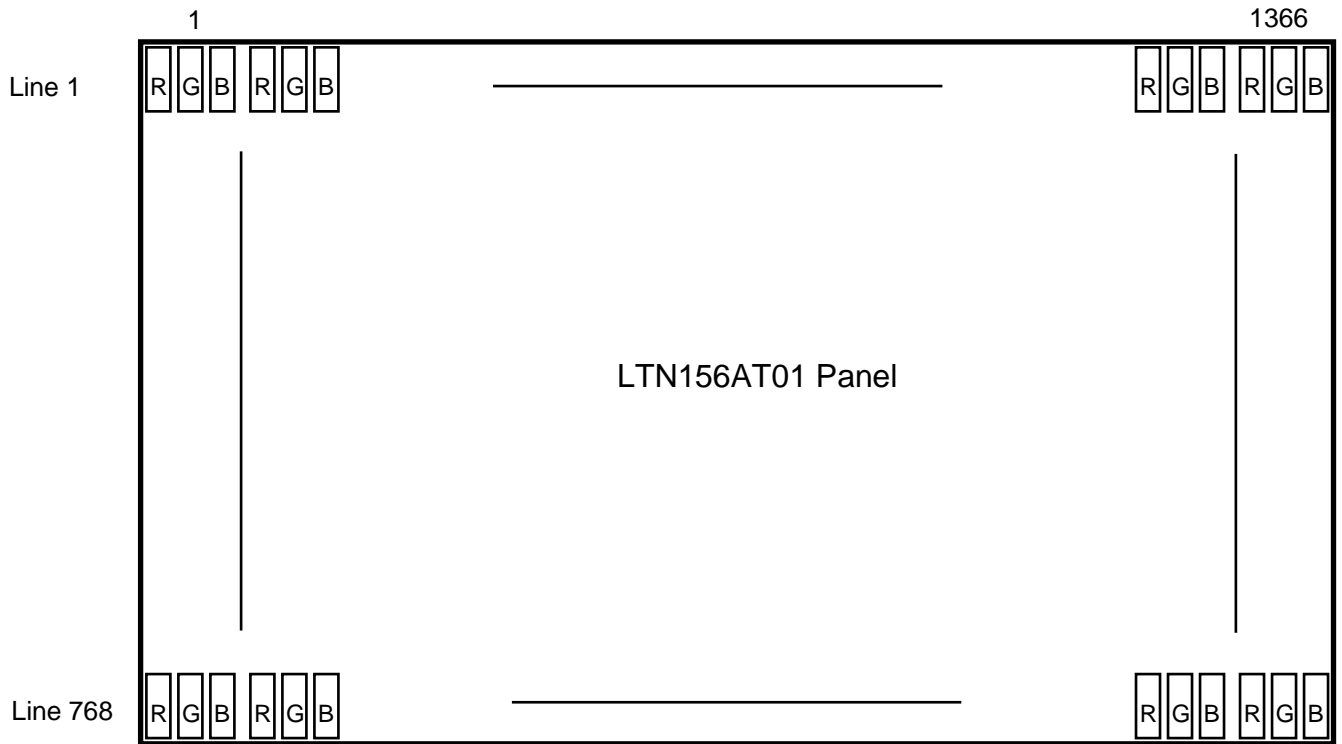 1 1366
Line 1 R G B R G B R G B R G B
LTN156AT01 Panel
Line 768 R G B R G B R G B R G B